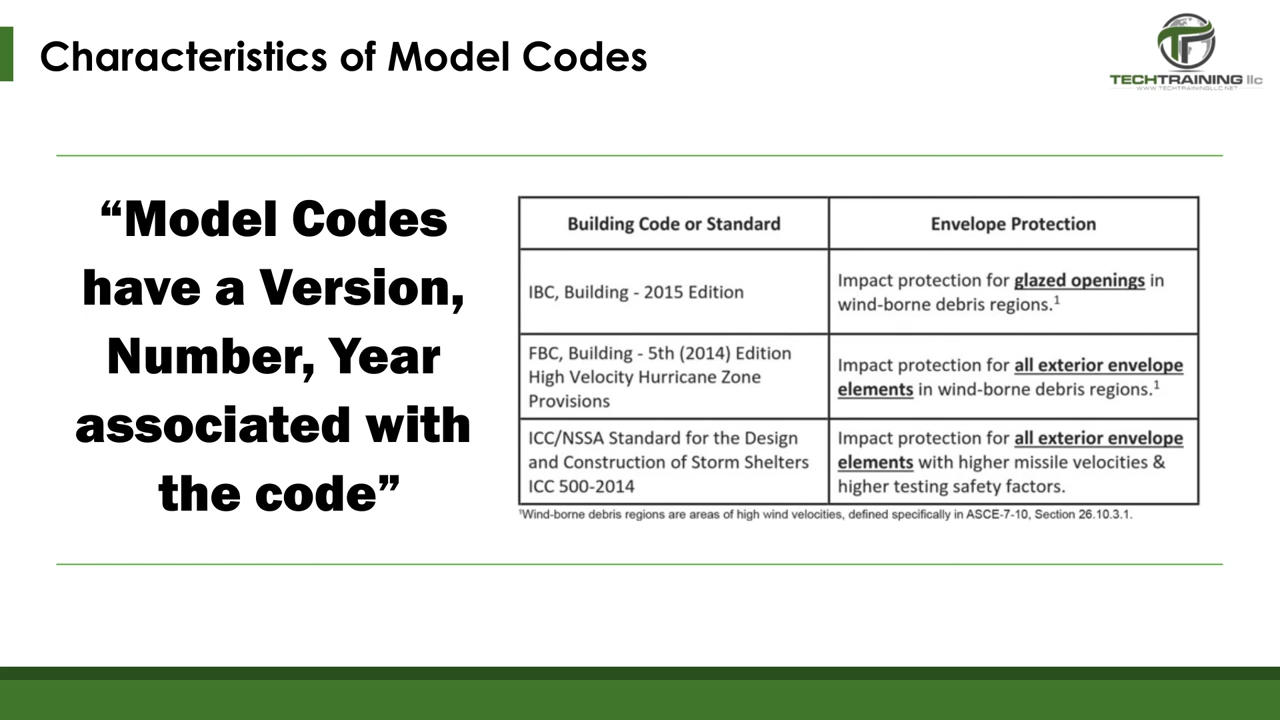 Characteristics of Model Codes
TECHTRAINING llc
WWW.TECHTRAININGLLC.NET
“Model Codes
have a Version,
Number, Year
associated with
the code”
Building Code or Standard
Envelope Protection
IBC, Building - 2015 Edition
Impact protection for glazed openings in
wind-borne debris regions.¹
FBC, Building - 5th (2014) Edition
High Velocity Hurricane Zone
Provisions
Impact protection for all exterior envelope
elements in wind-borne debris regions.¹
ICC/NSSA Standard for the Design
and Construction of Storm Shelters
ICC 500-2014
Impact protection for all exterior envelope
elements with higher missile velocities &
higher testing safety factors.
¹Wind-borne debris regions are areas of high wind velocities, defined specifically in ASCE-7-10, Section 26.10.3.1.